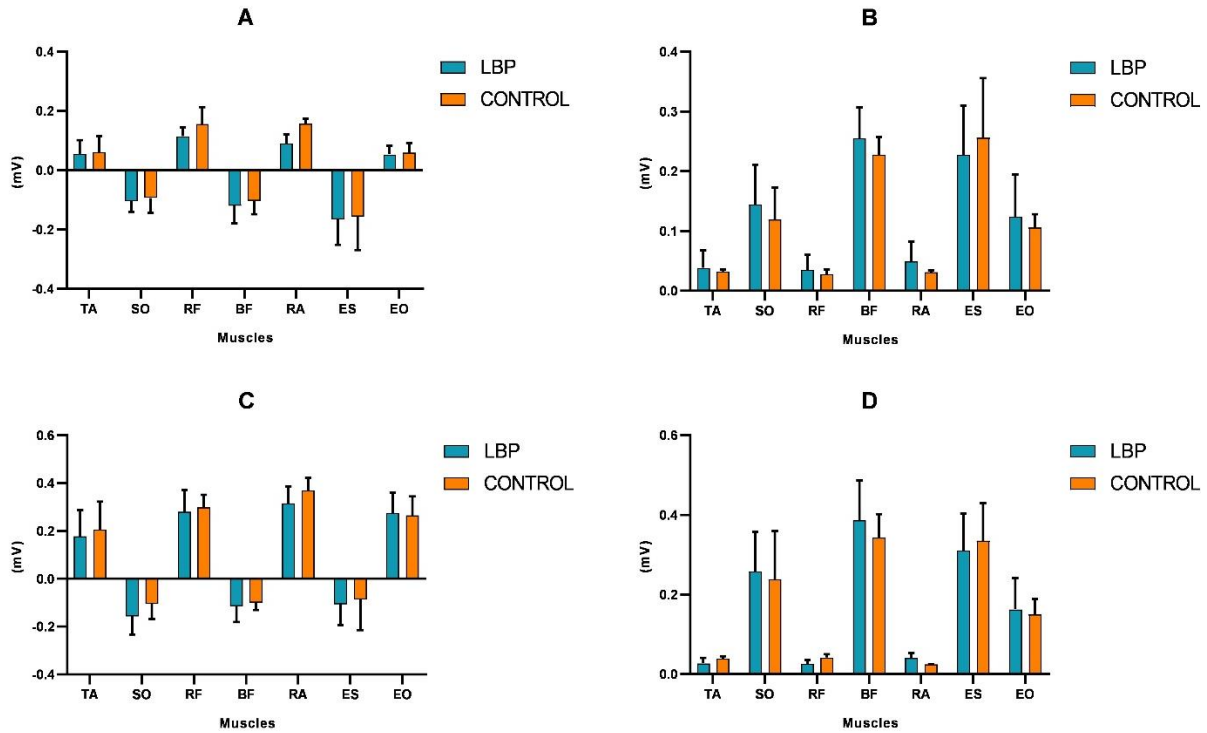 A
0.4
0.2
0.0
-0.2
-0.4
(mV)
TA SO RF BF RA ES EO
Muscles
LBP
CONTROL
B
0.4
0.3
0.2
0.1
0.0
(mV)
TA SO RF BF RA ES EO
Muscles
LBP
CONTROL
C
0.6
0.4
0.2
0.0
-0.2
-0.4
(mV)
TA SO RF BF RA ES EO
Muscles
LBP
CONTROL
D
0.6
0.4
0.2
0.0
(mV)
TA SO RF BF RA ES EO
Muscles
LBP
CONTROL